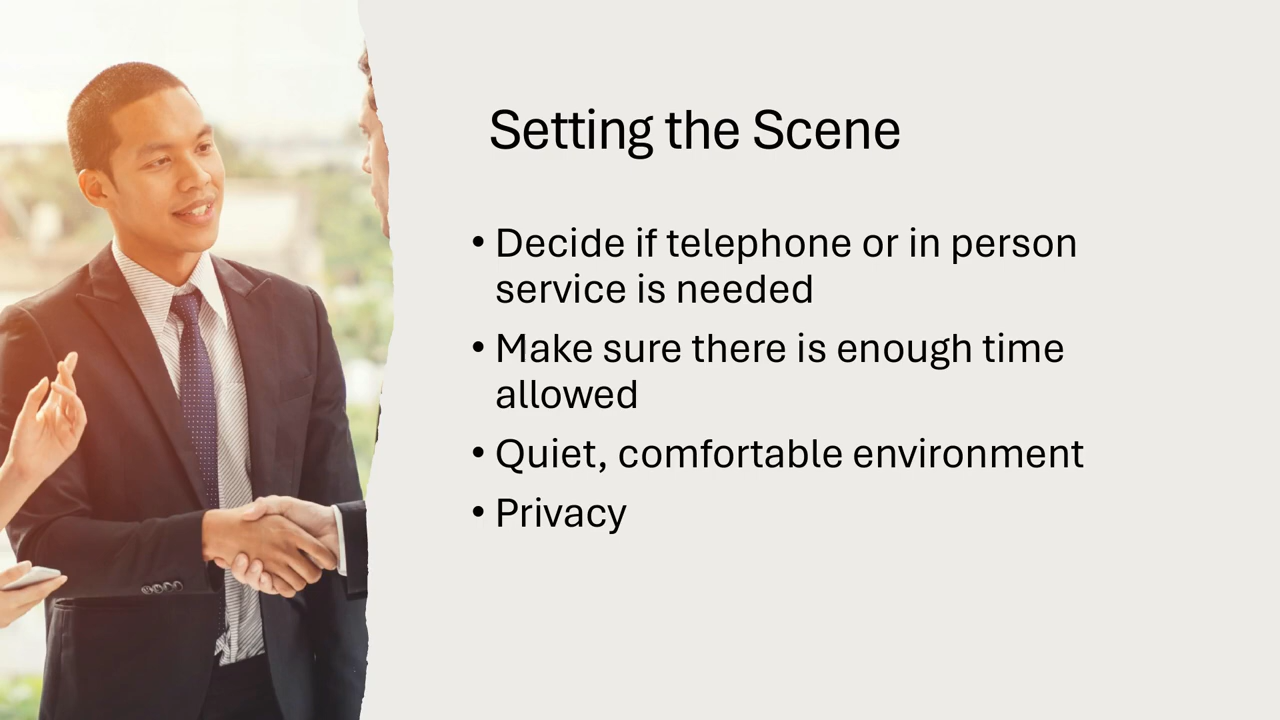 Setting the Scene
• Decide if telephone or in person
service is needed
• Make sure there is enough time
allowed
• Quiet, comfortable environment
• Privacy